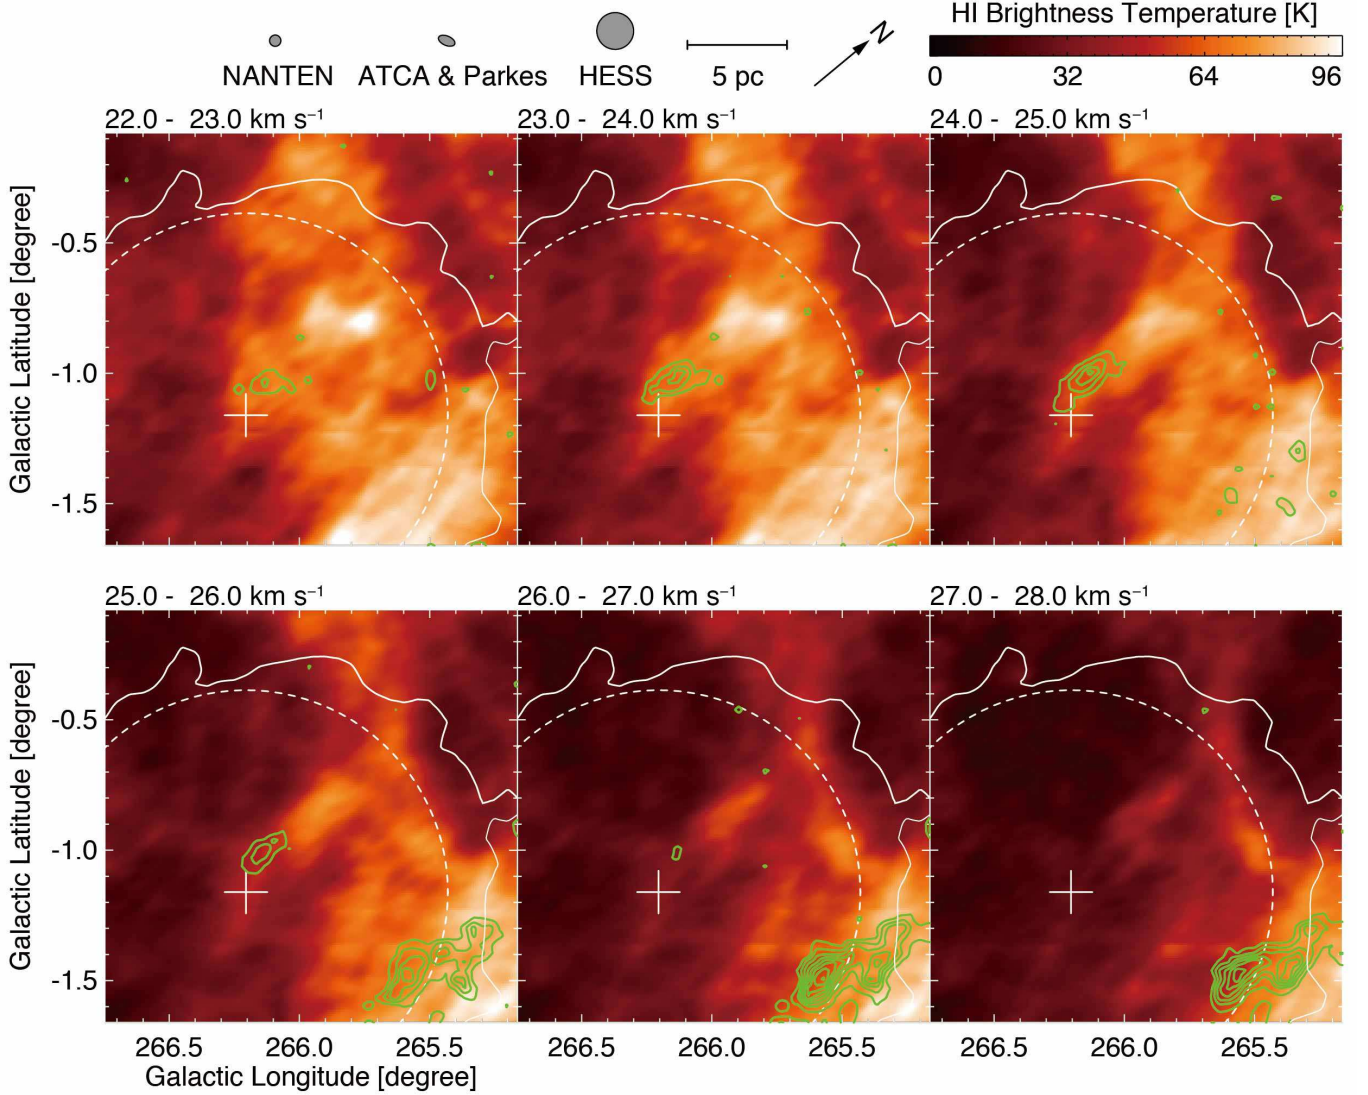 HI Brightness Temperature [K]
N
NANTEN ATCA & Parkes HESS 5 pc
0 32 64 96
22.0 - 23.0 km s⁻¹ 23.0 - 24.0 km s⁻¹ 24.0 - 25.0 km s⁻¹
Galactic Latitude [degree]
-0.5
-1.0
-1.5
25.0 - 26.0 km s⁻¹ 26.0 - 27.0 km s⁻¹ 27.0 - 28.0 km s⁻¹
Galactic Latitude [degree]
-0.5
-1.0
-1.5
266.5 266.0 265.5 266.5 266.0 265.5 266.5 266.0 265.5
Galactic Longitude [degree]